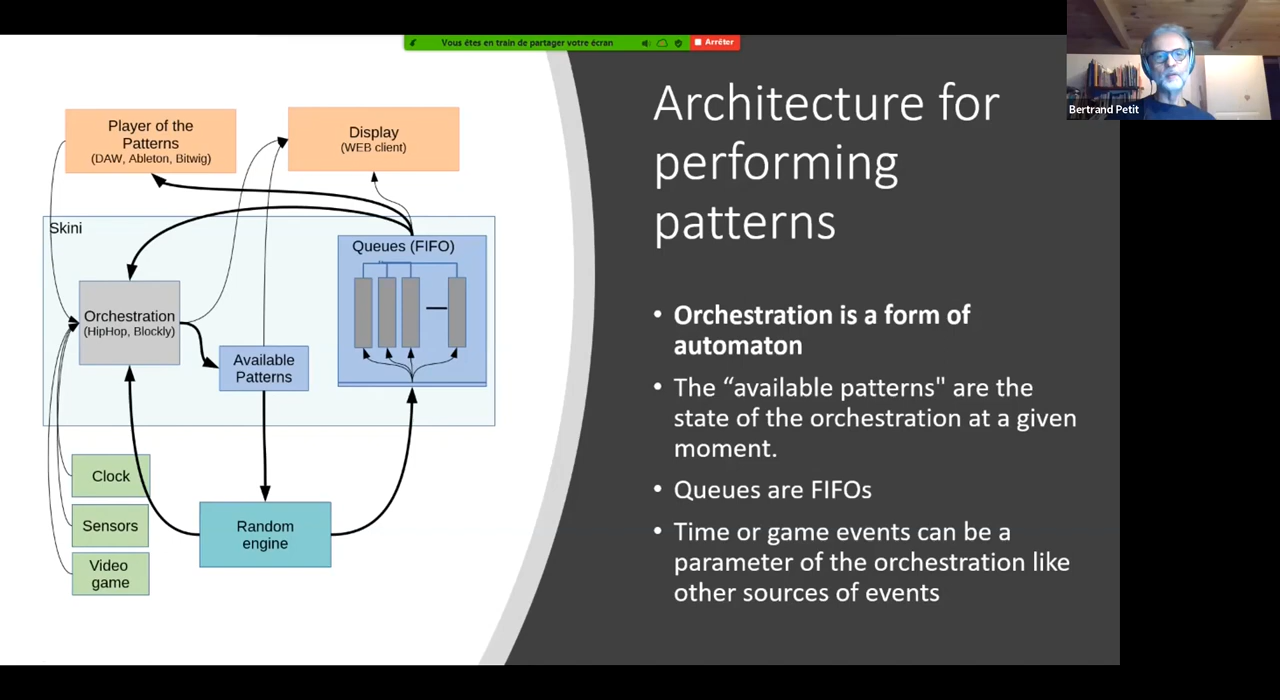 Vous êtes en train de partager votre écran
Arrêter
Bertrand Petit
Player of the
Patterns
(DAW, Ableton, Bitwig)
Display
(WEB client)
Skini
Queues (FIFO)
Orchestration
(HipHop, Blockly)
Available
Patterns
Clock
Sensors
Video
game
Random
engine
Architecture for
performing
patterns
• Orchestration is a form of
automaton
• The “available patterns" are the
state of the orchestration at a given
moment.
• Queues are FIFOs
• Time or game events can be a
parameter of the orchestration like
other sources of events